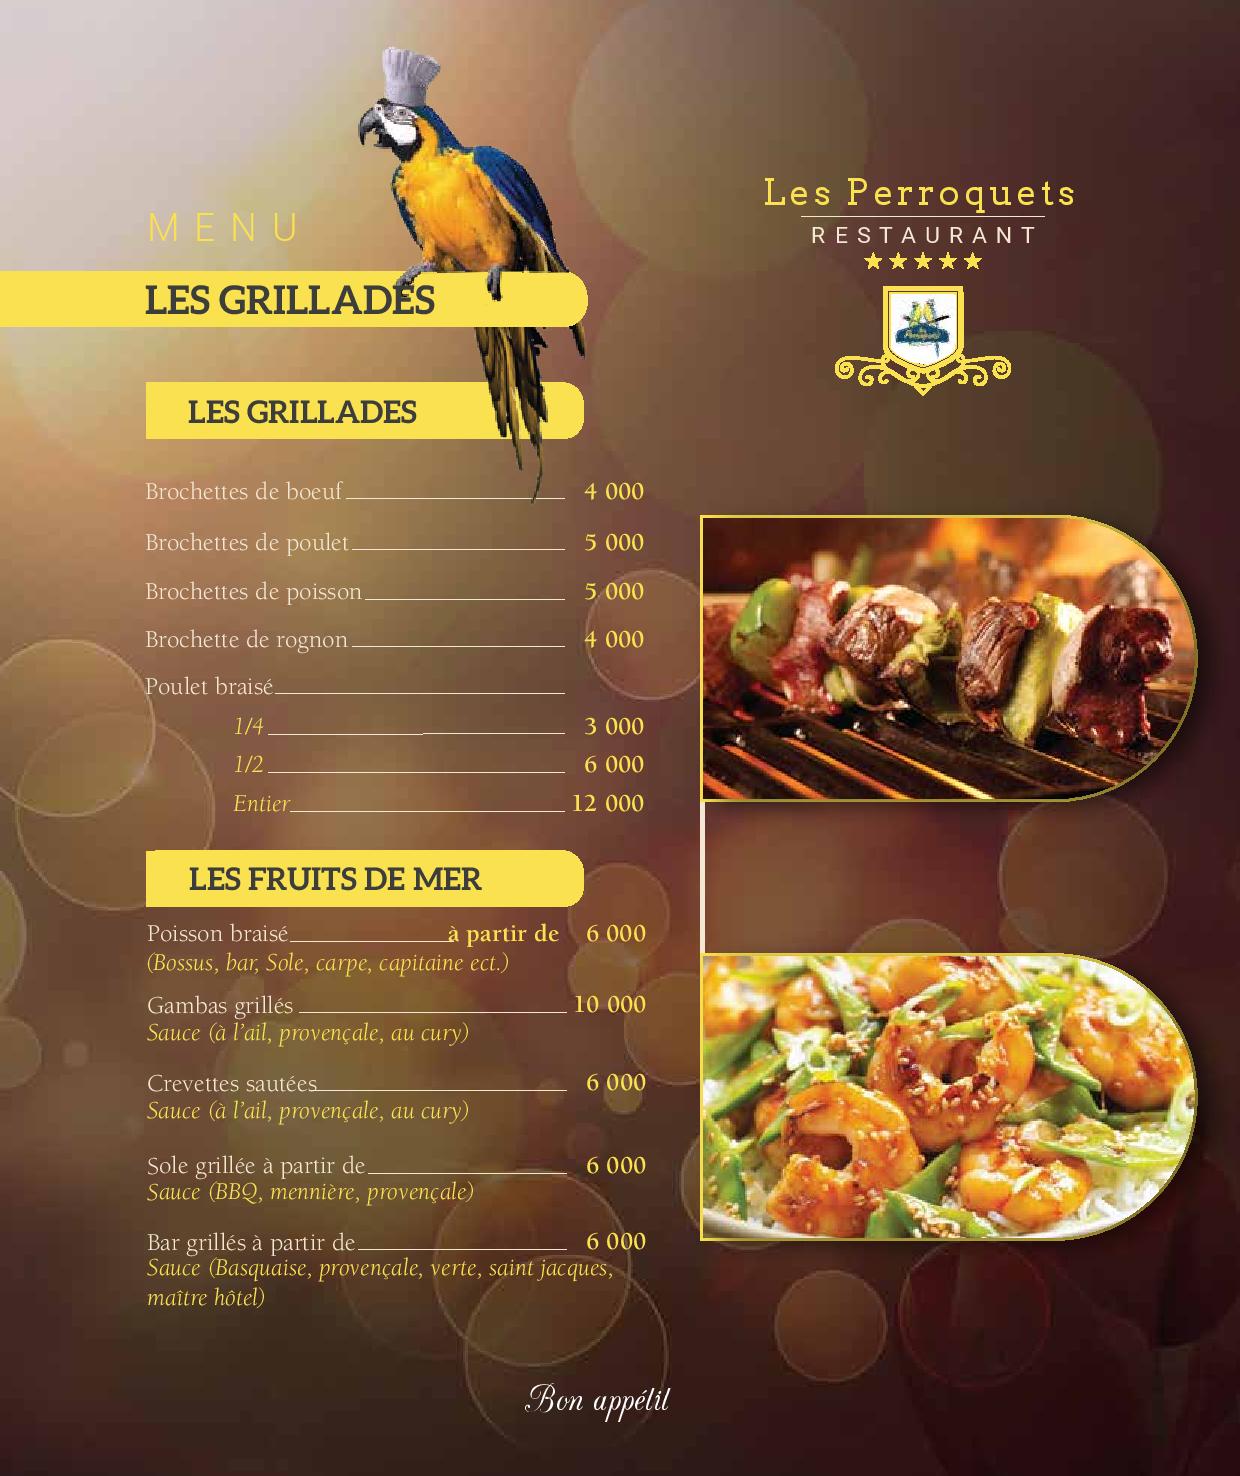 MENU
LES GRILLADES
Les Perroquets
RESTAURANT
Perroquets
LES GRILLADES
Brochettes de boeuf 4 000
Brochettes de poulet 5 000
Brochettes de poisson 5 000
Brochette de rognon 4 000
Poulet braisé
1/4 3 000
1/2 6 000
Entier 12 000
LES FRUITS DE MER
Poisson braisé à partir de 6 000
(Bossus, bar, Sole, carpe, capitaine ect.)
Gambas grillés 10 000
Sauce (à l'ail, provençale, au cury)
Crevettes sautées 6 000
Sauce (à l'ail, provençale, au cury)
Sole grillée à partir de 6 000
Sauce (BBQ, mennière, provençale)
Bar grillés à partir de 6 000
Sauce (Basquaise, provençale, verte, saint jacques,
maître hôtel)
Bon appétit